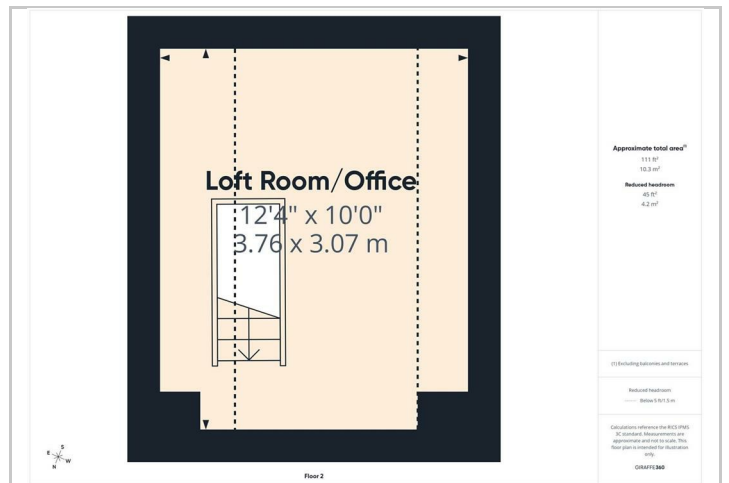 Loft Room/Office
12'4" x 10'0"
3.76 x 3.07 m
Approximate total area(1)
111 ft²
10.3 m²
Reduced headroom
45 ft²
4.2 m²
(1) Excluding balconies and terraces
Reduced headroom
Below 5 ft/1.5 m
Calculations reference the RICS IPMS
3C standard. Measurements are
approximate and not to scale. This
floor plan is intended for illustration
only.
GIRAFFE360
S
E
W
N
Floor 2